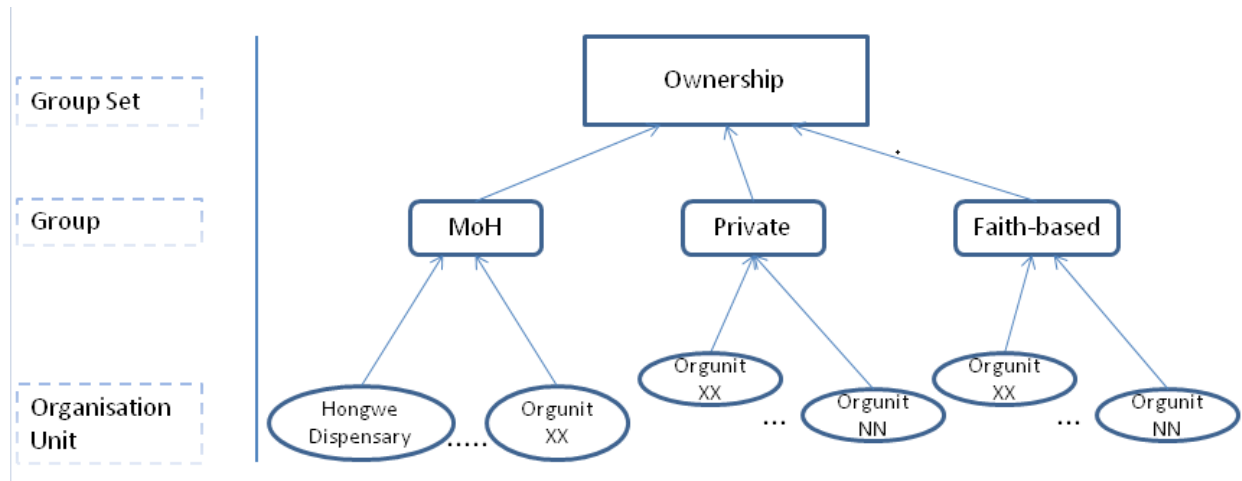 Group Set
Ownership
Group
MoH
Private
Faith-based
Organisation
Unit
Hongwe
Dispensary
.....
Orgunit
XX
Orgunit
XX
...
Orgunit
NN
Orgunit
XX
...
Orgunit
NN